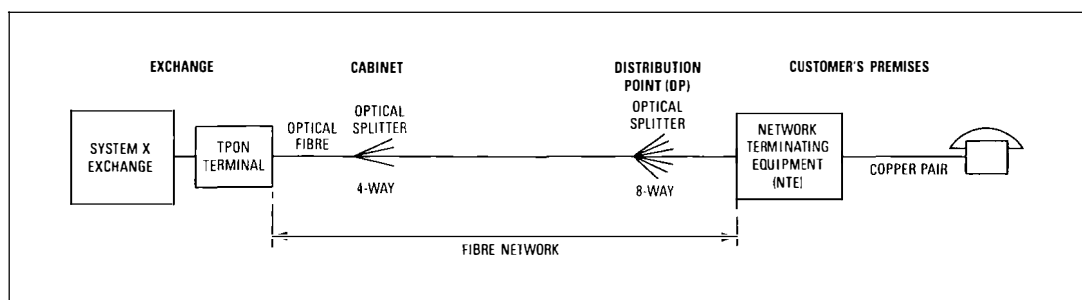 EXCHANGE
CABINET
DISTRIBUTION
POINT (DP)
CUSTOMER'S PREMISES
SYSTEM X
EXCHANGE
TPON
TERMINAL
OPTICAL
FIBRE
OPTICAL
SPLITTER
4-WAY
OPTICAL
SPLITTER
8-WAY
NETWORK
TERMINATING
EQUIPMENT
(NTE)
COPPER PAIR
FIBRE NETWORK